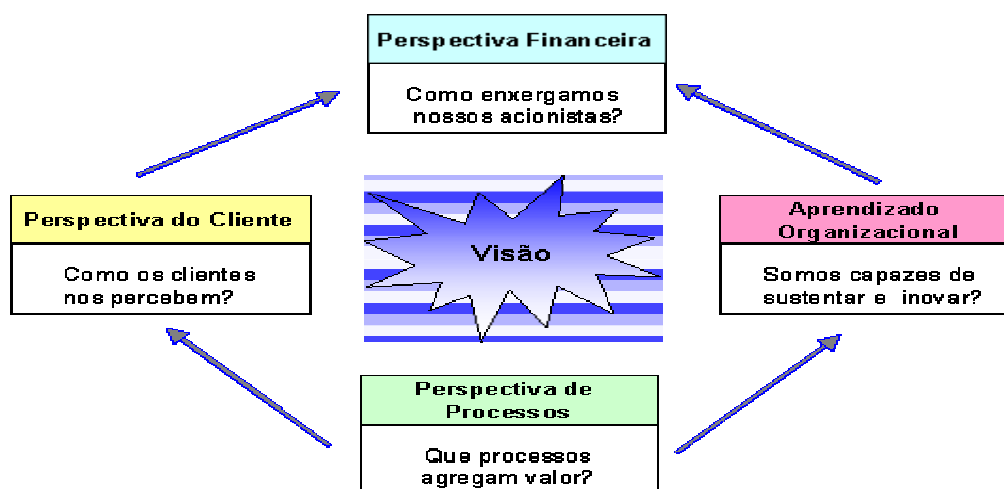 Perspectiva Financeira
Como enxergamos
nossos acionistas?
Perspectiva do Cliente
Como os clientes
nos percebem?
Visão
Aprendizado
Organizacional
Somos capazes de
sustentar e inovar?
Perspectiva de
Processos
Que processos
agregam valor?